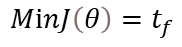 MinJ(θ) = t_f